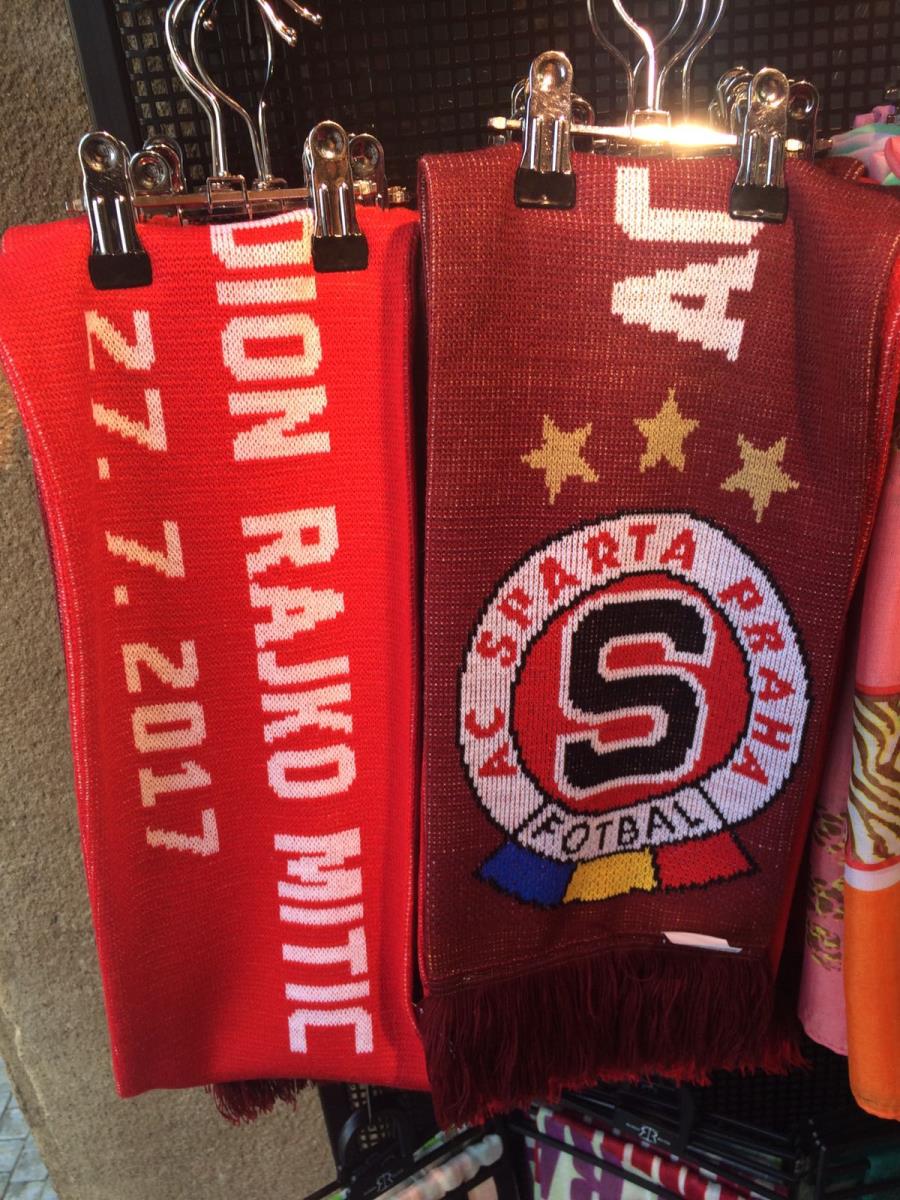 DION RAJKO MITIC
27. 7. 2017
AC
AC SPARTA PRAHA
FOTBAL
S